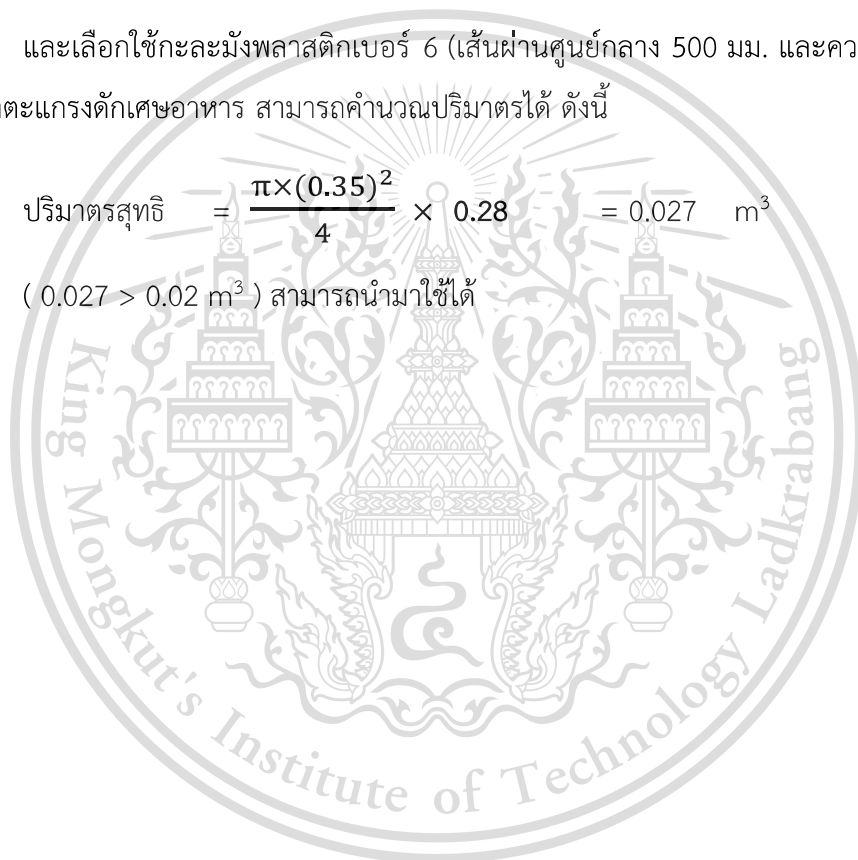 และเลือกใช้กะละมังพลาสติกเบอร์ 6 (เส้นผ่านศูนย์กลาง 500 มม. และคว
ตะแกรงดักเศษอาหาร สามารถคำนวณปริมาตรได้ ดังนี้
ปริมาตรสุทธิ = π×(0.35)²/4 × 0.28 = 0.027 m³
( 0.027 > 0.02 m³ ) สามารถนำมาใช้ได้
King Mongkut's Institute of Technology Ladkrabang